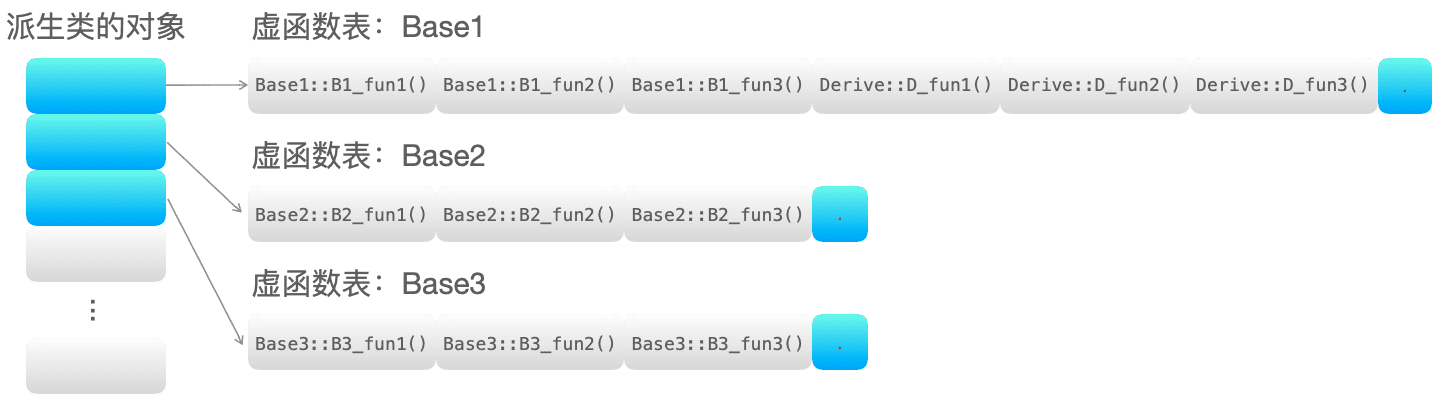 派生类的对象
虚函数表：Base1
Base1::B1_fun1() Base1::B1_fun2() Base1::B1_fun3() Derive::D_fun1() Derive::D_fun2() Derive::D_fun3() .
虚函数表：Base2
Base2::B2_fun1() Base2::B2_fun2() Base2::B2_fun3() .
虚函数表：Base3
Base3::B3_fun1() Base3::B3_fun2() Base3::B3_fun3() .